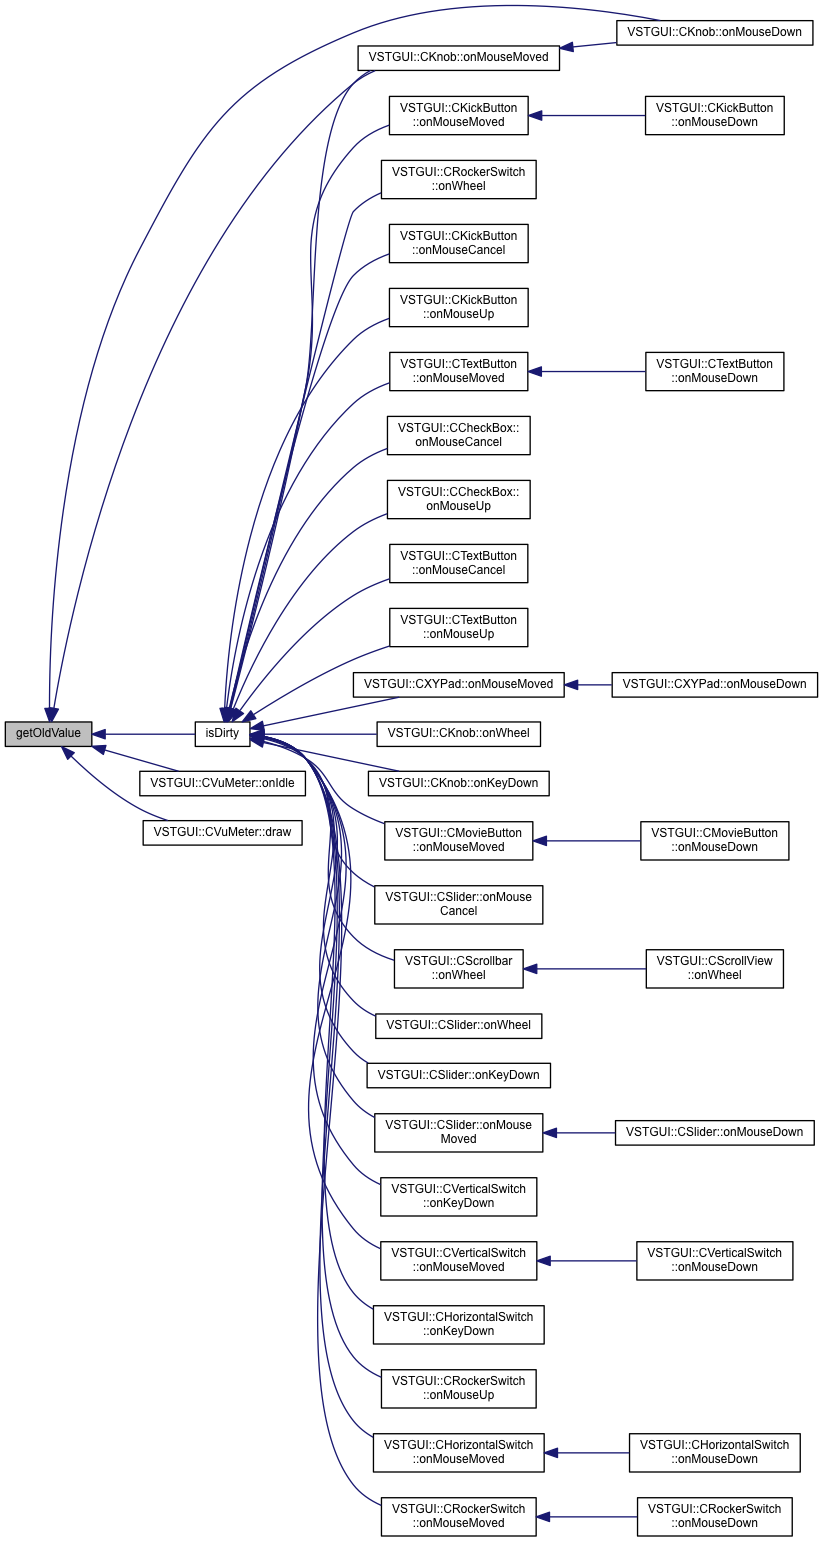 VSTGUI::CKnob::onMouseDown
VSTGUI::CKnob::onMouseMoved
VSTGUI::CKickButton
::onMouseMoved
VSTGUI::CKickButton
::onMouseDown
VSTGUI::CRockerSwitch
::onWheel
VSTGUI::CKickButton
::onMouseCancel
VSTGUI::CKickButton
::onMouseUp
VSTGUI::CTextButton
::onMouseMoved
VSTGUI::CTextButton
::onMouseDown
VSTGUI::CCheckBox::
onMouseCancel
VSTGUI::CCheckBox::
onMouseUp
VSTGUI::CTextButton
::onMouseCancel
VSTGUI::CTextButton
::onMouseUp
VSTGUI::CXYPad::onMouseMoved
VSTGUI::CXYPad::onMouseDown
getOldValue
isDirty
VSTGUI::CKnob::onWheel
VSTGUI::CVuMeter::onIdle
VSTGUI::CKnob::onKeyDown
VSTGUI::CVuMeter::draw
VSTGUI::CMovieButton
::onMouseMoved
VSTGUI::CMovieButton
::onMouseDown
VSTGUI::CSlider::onMouse
Cancel
VSTGUI::CScrollbar
::onWheel
VSTGUI::CScrollView
::onWheel
VSTGUI::CSlider::onWheel
VSTGUI::CSlider::onKeyDown
VSTGUI::CSlider::onMouse
Moved
VSTGUI::CSlider::onMouseDown
VSTGUI::CVerticalSwitch
::onKeyDown
VSTGUI::CVerticalSwitch
::onMouseMoved
VSTGUI::CVerticalSwitch
::onMouseDown
VSTGUI::CHorizontalSwitch
::onKeyDown
VSTGUI::CRockerSwitch
::onMouseUp
VSTGUI::CHorizontalSwitch
::onMouseMoved
VSTGUI::CHorizontalSwitch
::onMouseDown
VSTGUI::CRockerSwitch
::onMouseMoved
VSTGUI::CRockerSwitch
::onMouseDown